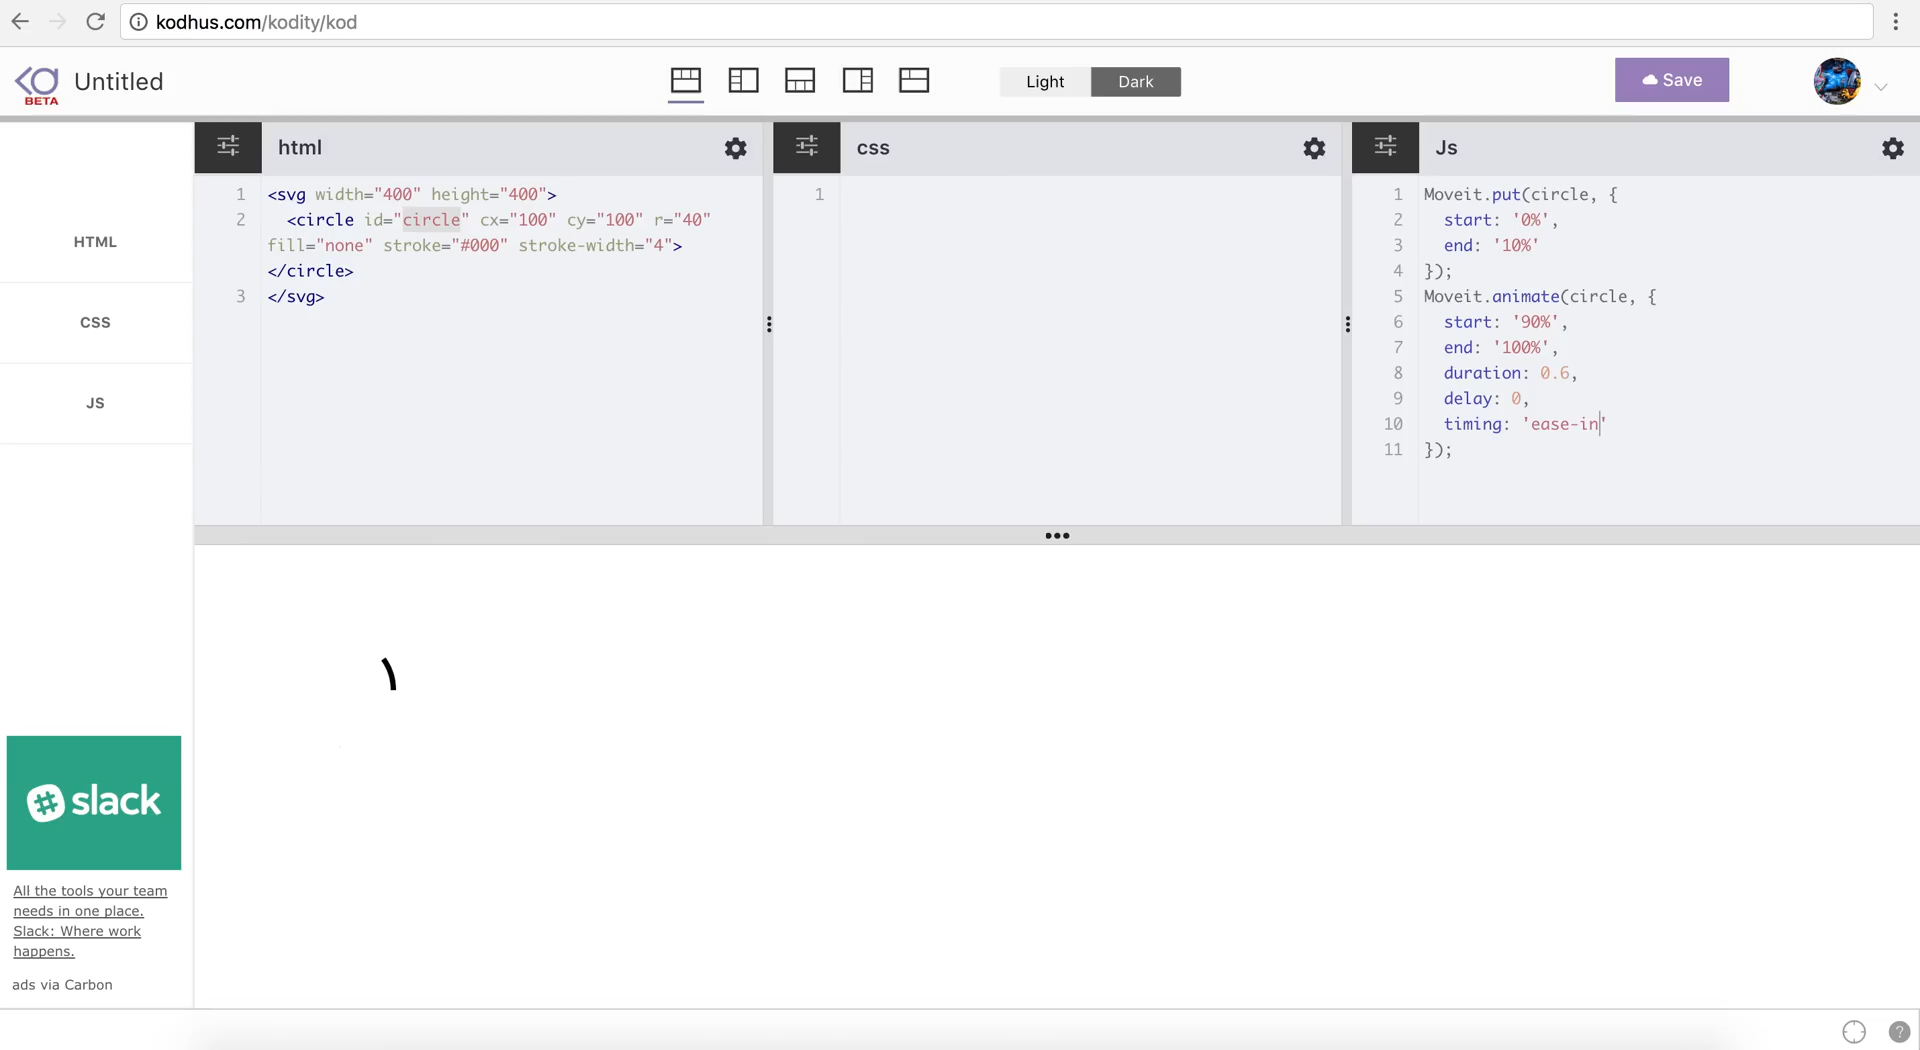 kodhus.com/kodity/kod
BETA
Untitled
Light
Dark
Save
HTML
CSS
JS
html
1 <svg width="400" height="400">
2 <circle id="circle" cx="100" cy="100" r="40"
fill="none" stroke="#000" stroke-width="4">
</circle>
3 </svg>
css
1
Js
1 Moveit.put(circle, {
2 start: '0%',
3 end: '10%'
4 });
5 Moveit.animate(circle, {
6 start: '90%',
7 end: '100%',
8 duration: 0.6,
9 delay: 0,
10 timing: 'ease-in'
11 });
slack
All the tools your team
needs in one place.
Slack: Where work
happens.
ads via Carbon
?